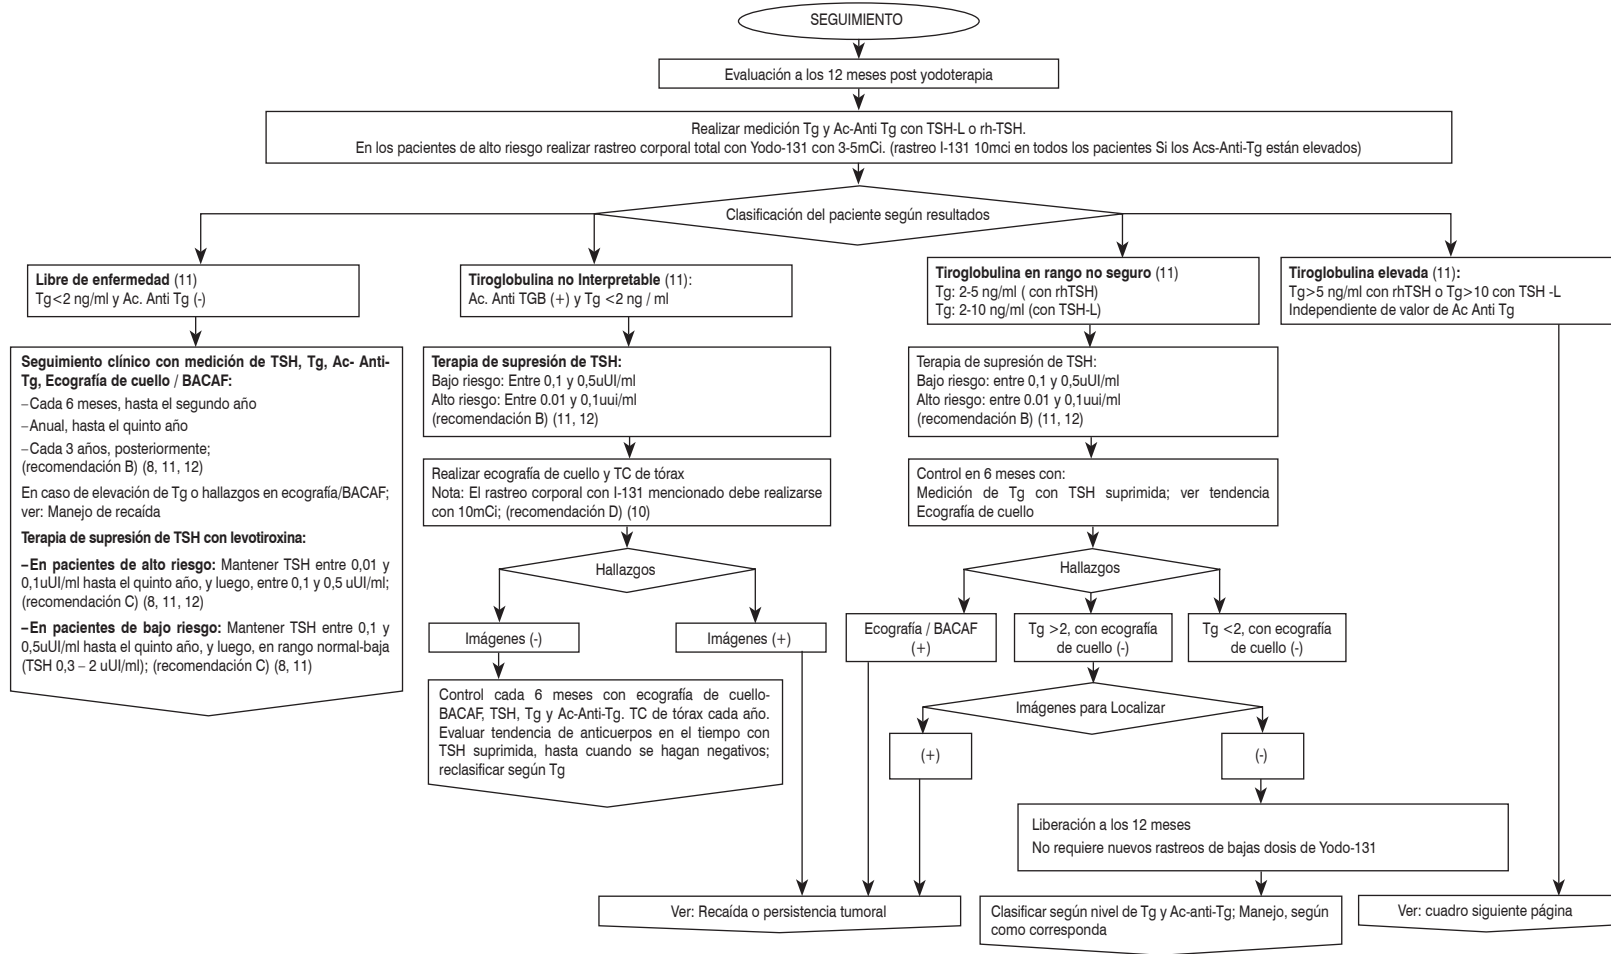 SEGUIMIENTO
Evaluación a los 12 meses post yodoterapia
Realizar medición Tg y Ac-Anti Tg con TSH-L o rh-TSH.
En los pacientes de alto riesgo realizar rastreo corporal total con Yodo-131 con 3-5mCi. (rastreo I-131 10mci en todos los pacientes Si los Acs-Anti-Tg están elevados)
Clasificación del paciente según resultados
Libre de enfermedad (11)
Tg<2 ng/ml y Ac. Anti Tg (-)
Seguimiento clínico con medición de TSH, Tg, Ac- Anti-
Tg, Ecografía de cuello / BACAF:
–Cada 6 meses, hasta el segundo año
–Anual, hasta el quinto año
–Cada 3 años, posteriormente;
(recomendación B) (8, 11, 12)
En caso de elevación de Tg o hallazgos en ecografía/BACAF;
ver: Manejo de recaída
Terapia de supresión de TSH con levotiroxina:
–En pacientes de alto riesgo: Mantener TSH entre 0,01 y
0,1uUI/ml hasta el quinto año, y luego, entre 0,1 y 0,5 uUI/ml;
(recomendación C) (8, 11, 12)
–En pacientes de bajo riesgo: Mantener TSH entre 0,1 y
0,5uUI/ml hasta el quinto año, y luego, en rango normal-baja
(TSH 0,3 – 2 uUI/ml); (recomendación C) (8, 11)
Tiroglobulina no Interpretable (11):
Ac. Anti TGB (+) y Tg <2 ng / ml
Terapia de supresión de TSH:
Bajo riesgo: Entre 0,1 y 0,5uUI/ml
Alto riesgo: Entre 0.01 y 0,1uui/ml
(recomendación B) (11, 12)
Realizar ecografía de cuello y TC de tórax
Nota: El rastreo corporal con I-131 mencionado debe realizarse
con 10mCi; (recomendación D) (10)
Hallazgos
Imágenes (-)
Imágenes (+)
Control cada 6 meses con ecografía de cuello-
BACAF, TSH, Tg y Ac-Anti-Tg. TC de tórax cada año.
Evaluar tendencia de anticuerpos en el tiempo con
TSH suprimida, hasta cuando se hagan negativos;
reclasificar según Tg
Tiroglobulina en rango no seguro (11)
Tg: 2-5 ng/ml ( con rhTSH)
Tg: 2-10 ng/ml (con TSH-L)
Terapia de supresión de TSH:
Bajo riesgo: entre 0,1 y 0,5uUI/ml
Alto riesgo: entre 0.01 y 0,1uui/ml
(recomendación B) (11, 12)
Control en 6 meses con:
Medición de Tg con TSH suprimida; ver tendencia
Ecografía de cuello
Hallazgos
Ecografía / BACAF
(+)
Tg >2, con ecografía
de cuello (-)
Tg <2, con ecografía
de cuello (-)
Imágenes para Localizar
(+)
(-)
Liberación a los 12 meses
No requiere nuevos rastreos de bajas dosis de Yodo-131
Tiroglobulina elevada (11):
Tg>5 ng/ml con rhTSH o Tg>10 con TSH -L
Independiente de valor de Ac Anti Tg
Ver: Recaída o persistencia tumoral
Clasificar según nivel de Tg y Ac-anti-Tg; Manejo, según
como corresponda
Ver: cuadro siguiente página